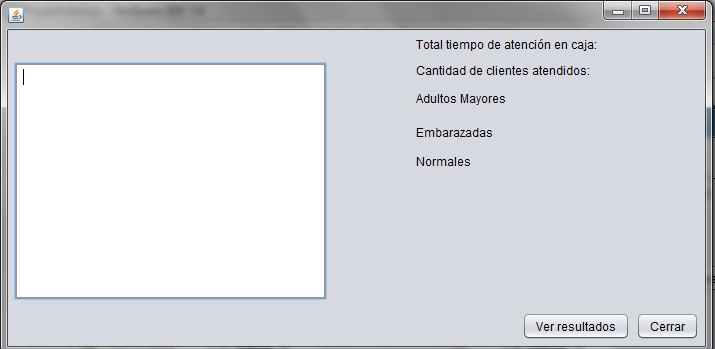 Total tiempo de atención en caja:
Cantidad de clientes atendidos:
Adultos Mayores
Embarazadas
Normales
Ver resultados
Cerrar